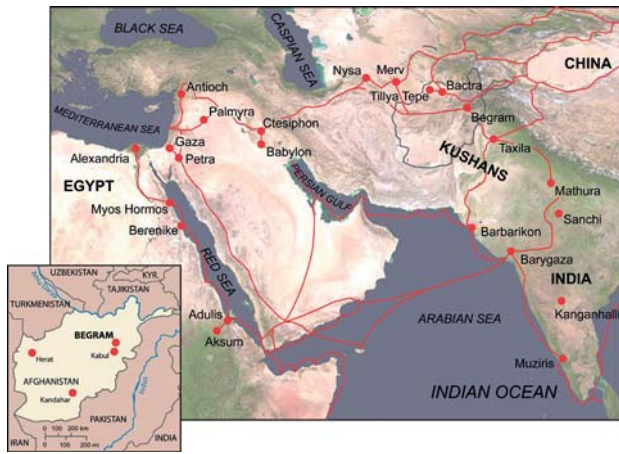 BLACK SEA
CASPIAN SEA
CHINA
Nysa
Merv
Antioch
Tillya Tepe
Bactra
Palmyra
Ctesiphon
MEDITERRANEAN SEA
Begram
Gaza
KUSHANS
Taxila
Alexandria
Petra
Babylon
EGYPT
PERSIAN GULF
Mathura
Myos Hormos
Sanchi
Berenike
Barbarikon
RED SEA
Barygaza
INDIA
Adulis
ARABIAN SEA
Kanganhalli
Aksum
Muziris
INDIAN OCEAN
UZBEKISTAN
KYR.
TAJIKISTAN
TURKMENISTAN
BEGRAM
Herat
Kabul
AFGHANISTAN
Kandahar
Indus
PAKISTAN
0 100 200 km
0 100 200 mi
IRAN
INDIA